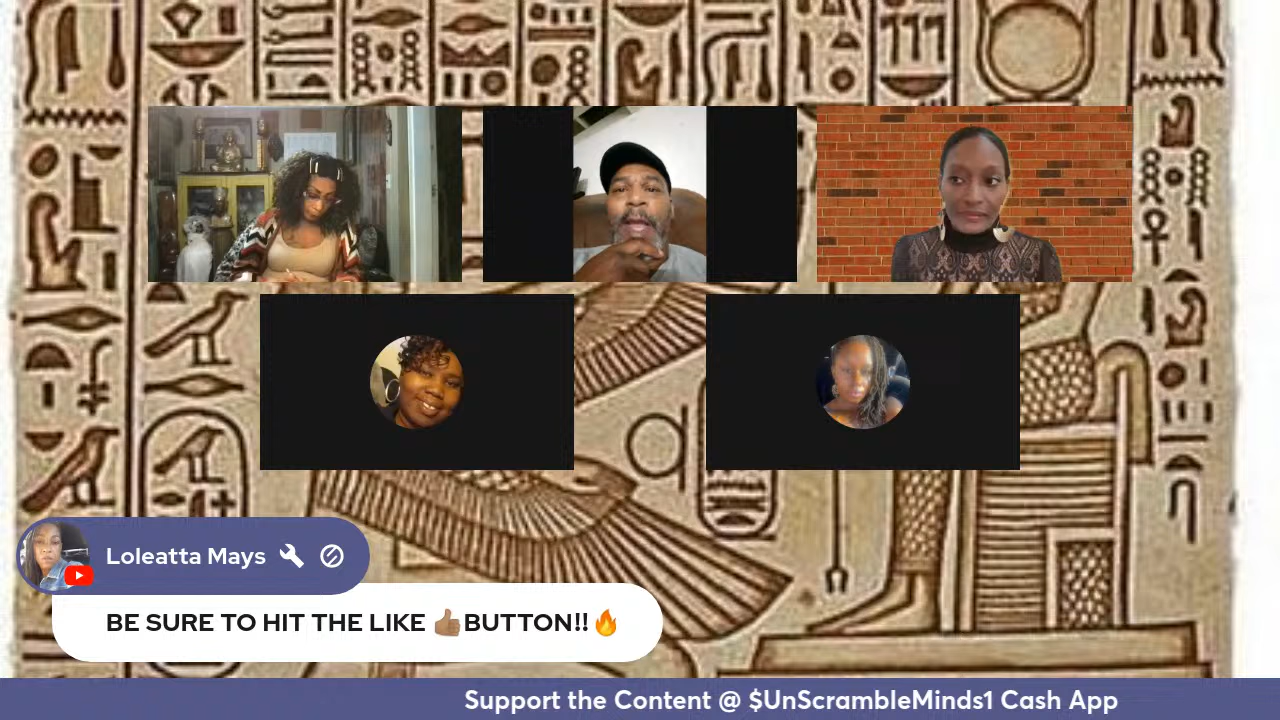 Loleatta Mays
BE SURE TO HIT THE LIKE 👍🏽BUTTON!!🔥
Support the Content @ $UnScrambleMinds1 Cash App